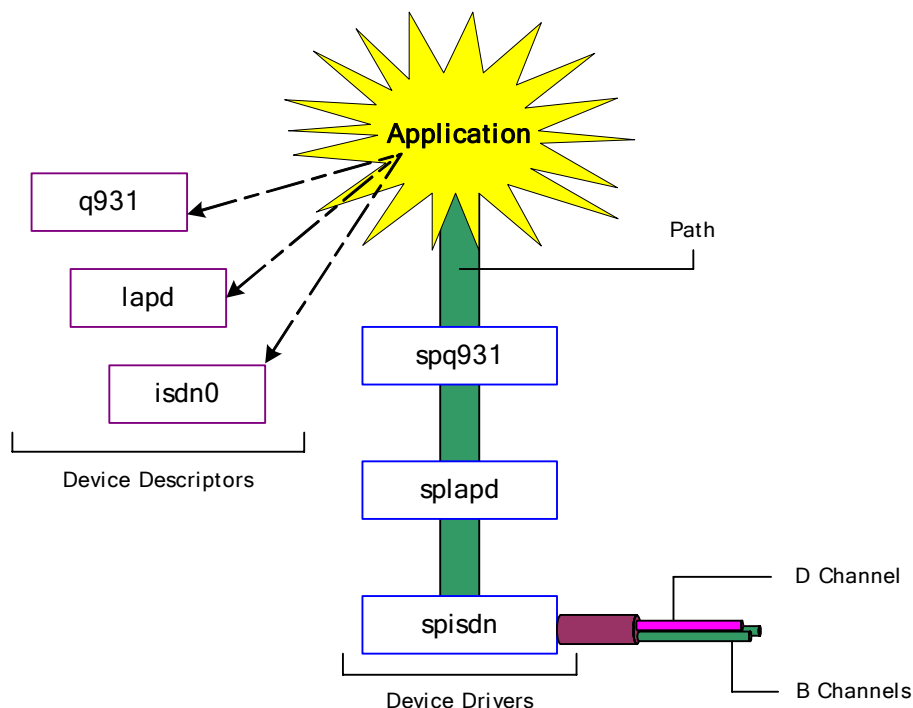 Application
q931
Path
lapd
spq931
isdn0
Device Descriptors
splapd
D Channel
spisdn
B Channels
Device Drivers